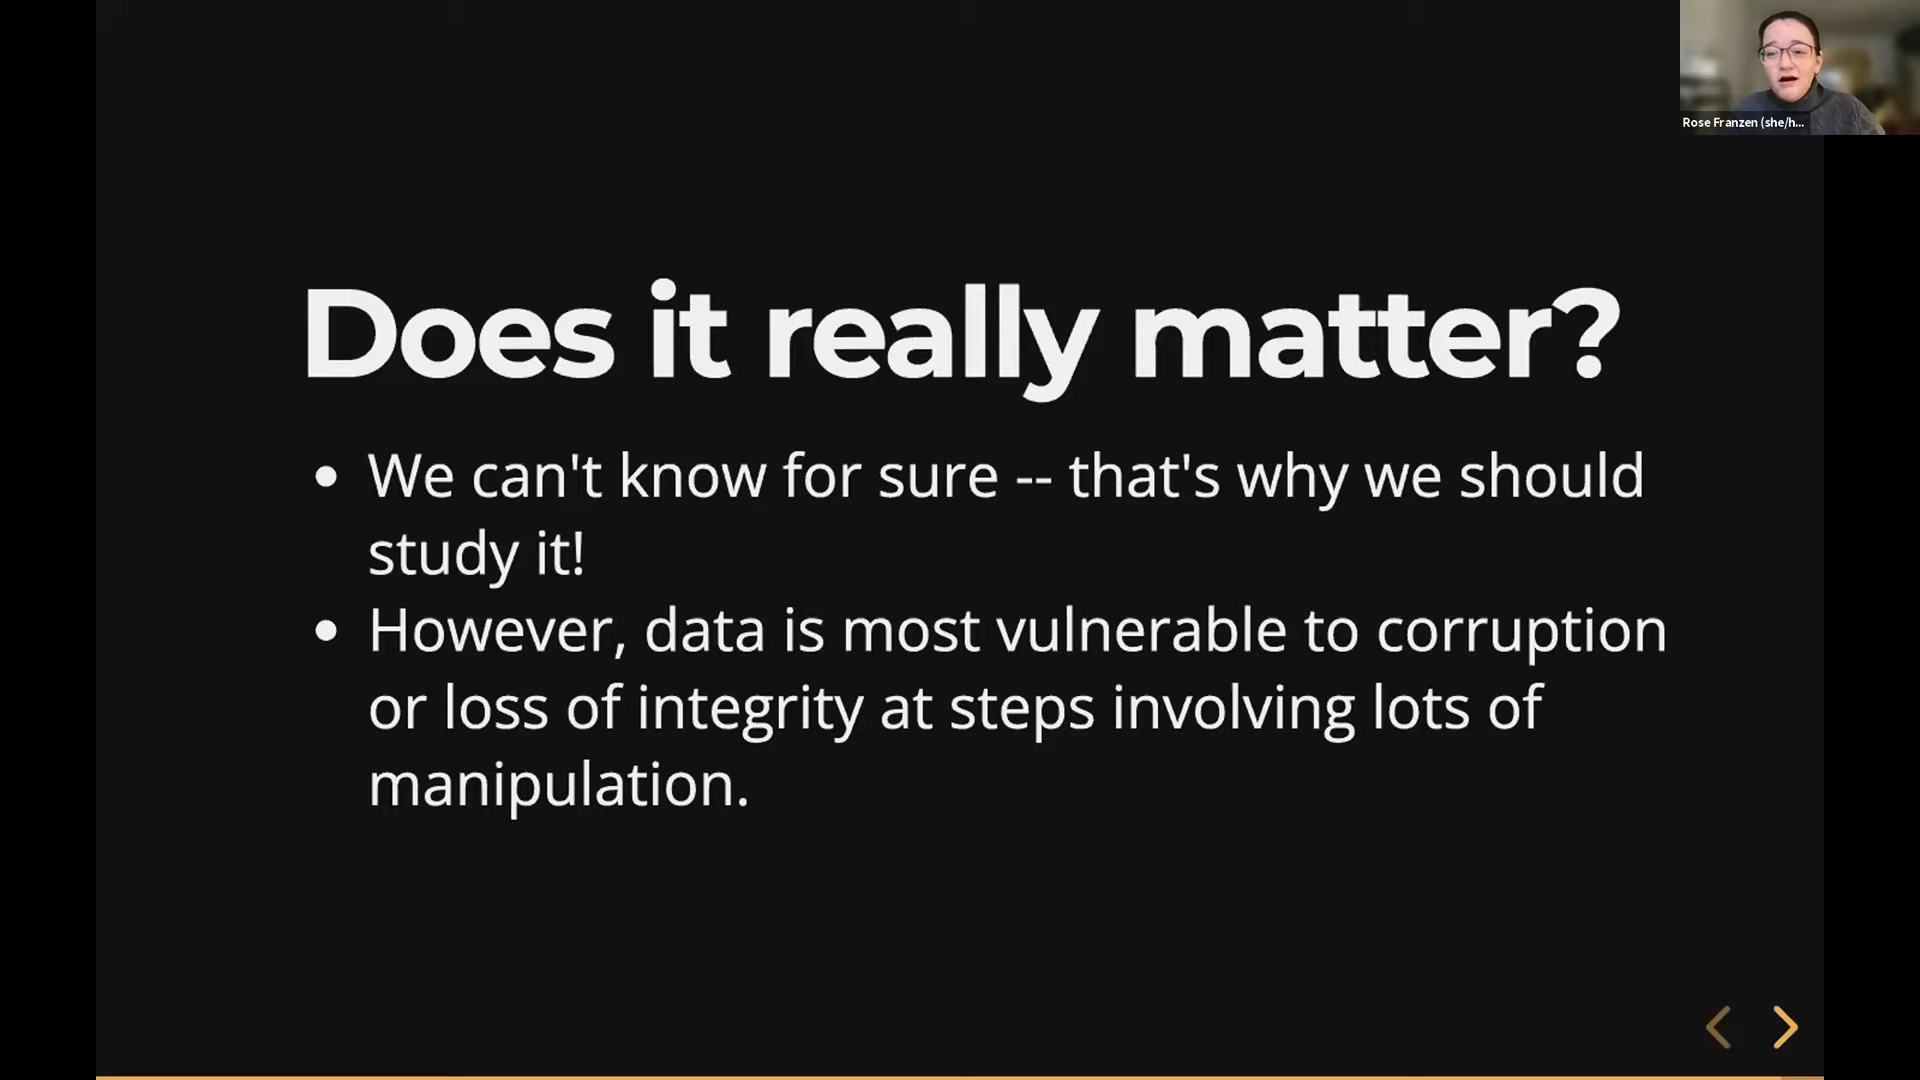 Rose Franzen (she/h...
Does it really matter?
• We can't know for sure -- that's why we should
study it!
• However, data is most vulnerable to corruption
or loss of integrity at steps involving lots of
manipulation.